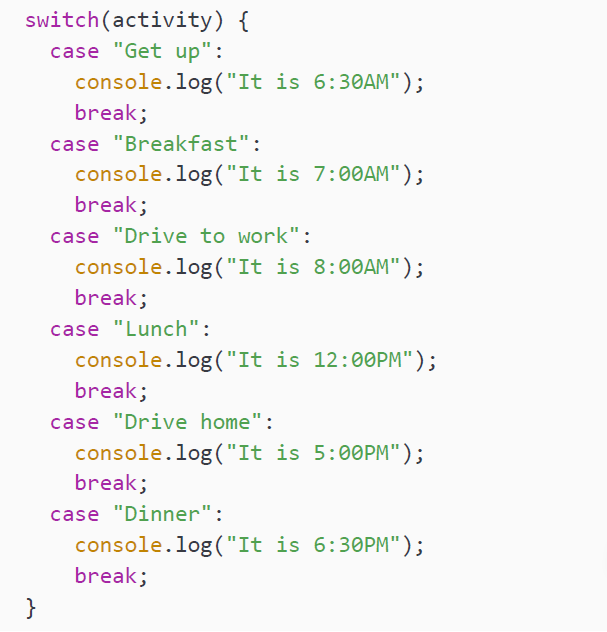 switch(activity) {
  case "Get up":
    console.log("It is 6:30AM");
    break;
  case "Breakfast":
    console.log("It is 7:00AM");
    break;
  case "Drive to work":
    console.log("It is 8:00AM");
    break;
  case "Lunch":
    console.log("It is 12:00PM");
    break;
  case "Drive home":
    console.log("It is 5:00PM");
    break;
  case "Dinner":
    console.log("It is 6:30PM");
    break;
}